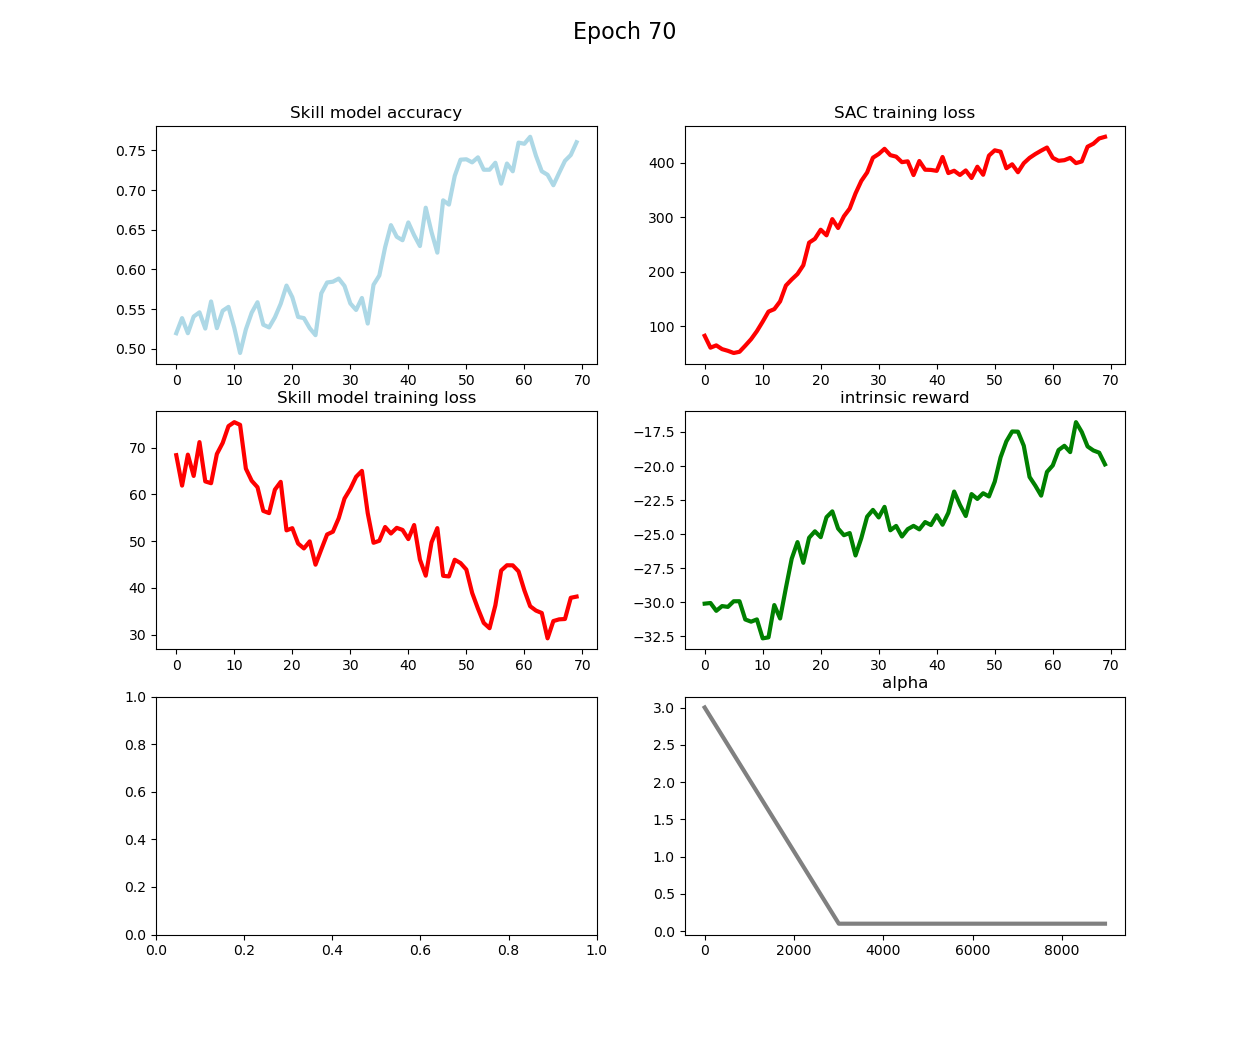 Epoch 70
Skill model accuracy
0.75
0.70
0.65
0.60
0.55
0.50
0 10 20 30 40 50 60 70
SAC training loss
400
300
200
100
0 10 20 30 40 50 60 70
Skill model training loss
70
60
50
40
30
0 10 20 30 40 50 60 70
intrinsic reward
−17.5
−20.0
−22.5
−25.0
−27.5
−30.0
−32.5
0 10 20 30 40 50 60 70
1.0
0.8
0.6
0.4
0.2
0.0
0.0 0.2 0.4 0.6 0.8 1.0
alpha
3.0
2.5
2.0
1.5
1.0
0.5
0.0
0 2000 4000 6000 8000